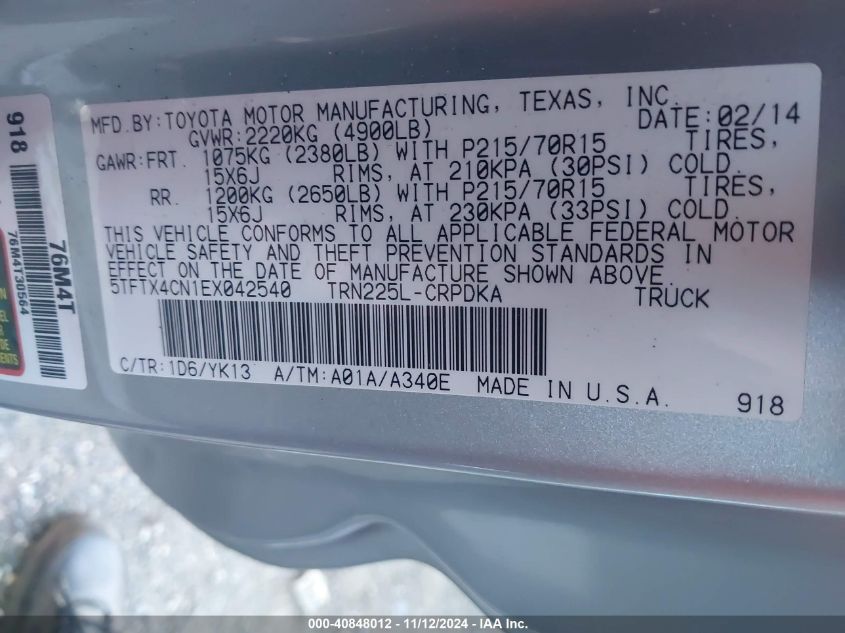 MFD.BY:TOYOTA MOTOR MANUFACTURING, TEXAS, INC.
GVWR:2220KG (4900LB) DATE:02/14
GAWR:FRT. 1075KG (2380LB) WITH P215/70R15 TIRES,
15X6J RIMS, AT 210KPA (30PSI) COLD.
RR. 1200KG (2650LB) WITH P215/70R15 TIRES,
15X6J RIMS, AT 230KPA (33PSI) COLD.
THIS VEHICLE CONFORMS TO ALL APPLICABLE FEDERAL MOTOR
VEHICLE SAFETY AND THEFT PREVENTION STANDARDS IN
EFFECT ON THE DATE OF MANUFACTURE SHOWN ABOVE.
5TFTX4CN1EX042540 TRN225L-CRPDKA TRUCK
C/TR:1D6/YK13 A/TM:A01A/A340E MADE IN U.S.A.
918
918
76M4T
76M4T30564
000-40848012 - 11/12/2024 - IAA Inc.